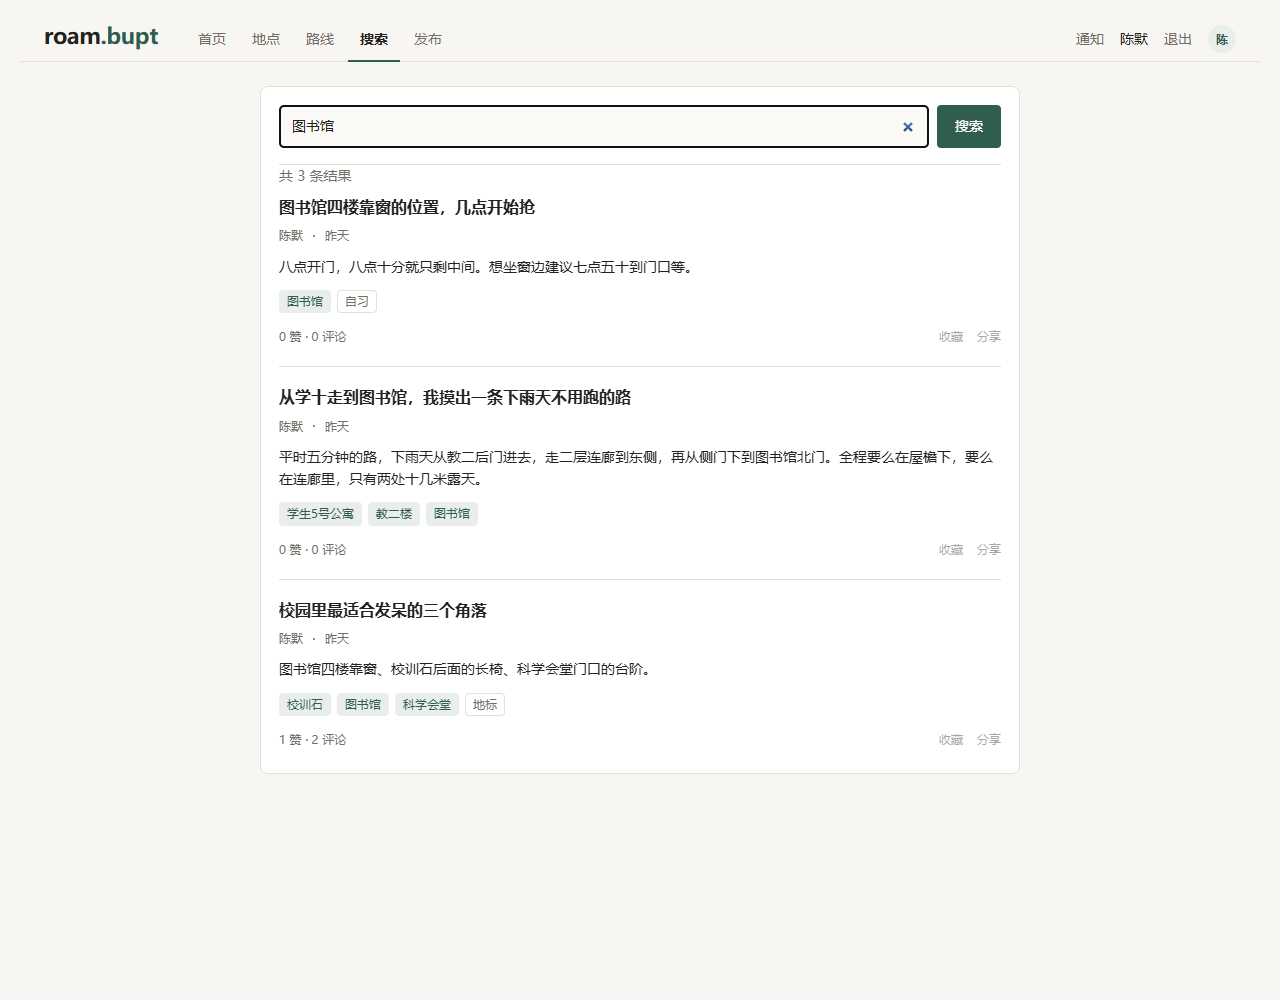 roam.bupt 首页 地点 路线 搜索 发布 通知 陈默 退出 陈
图书馆 × 搜索
共 3 条结果
图书馆四楼靠窗的位置，几点开始抢
陈默 · 昨天
八点开门，八点十分就只剩中间。想坐窗边建议七点五十到门口等。
图书馆 自习
0 赞 · 0 评论 收藏 分享
从学十走到图书馆，我摸出一条下雨天不用跑的路
陈默 · 昨天
平时五分钟的路，下雨天从教二后门进去，走二层连廊到东侧，再从侧门下到图书馆北门。全程要么在屋檐下，要么
在连廊里，只有两处十几米露天。
学生5号公寓 教二楼 图书馆
0 赞 · 0 评论 收藏 分享
校园里最适合发呆的三个角落
陈默 · 昨天
图书馆四楼靠窗、校训石后面的长椅、科学会堂门口的台阶。
校训石 图书馆 科学会堂 地标
1 赞 · 2 评论 收藏 分享